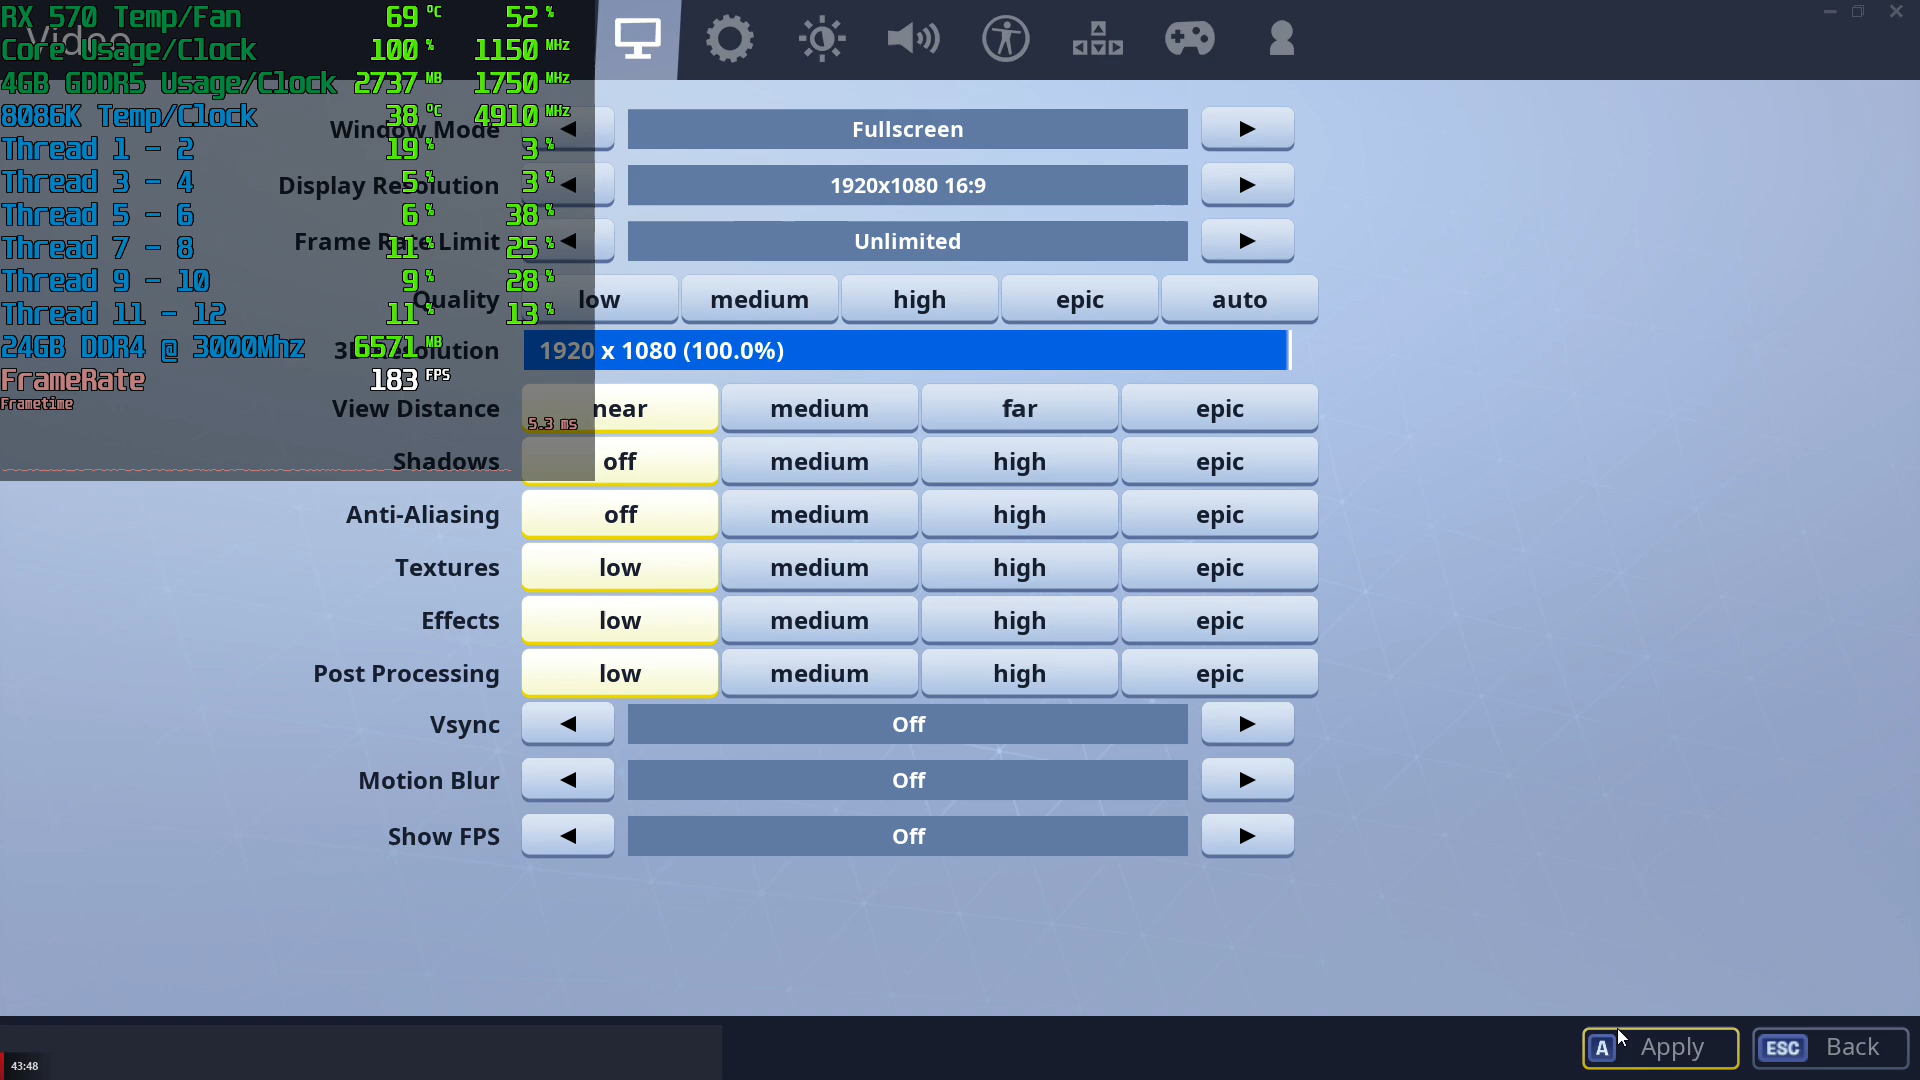 Video
RX 570 Temp/Fan 69 °C 52 %
Core Usage/Clock 100 % 1150 MHz
4GB GDDR5 Usage/Clock 2737 MB 1750 MHz
8086K Temp/Clock 38 °C 4910 MHz
Window Mode ◀ Fullscreen ▶
Thread 1 - 2 19 % 3 %
Thread 3 - 4 5 % 3 %
Display Resolution ◀ 1920x1080 16:9 ▶
Thread 5 - 6 6 % 38 %
Thread 7 - 8 11 % 25 %
Frame Rate Limit ◀ Unlimited ▶
Thread 9 - 10 9 % 28 %
Quality low medium high epic auto
Thread 11 - 12 11 % 13 %
24GB DDR4 @ 3000Mhz 6571 MB
3D Resolution 1920 x 1080 (100.0%)
FrameRate 183 FPS
Frametime
5.3 ms
View Distance near medium far epic
Shadows off medium high epic
Anti-Aliasing off medium high epic
Textures low medium high epic
Effects low medium high epic
Post Processing low medium high epic
Vsync ◀ Off ▶
Motion Blur ◀ Off ▶
Show FPS ◀ Off ▶
A Apply ESC Back
43:48